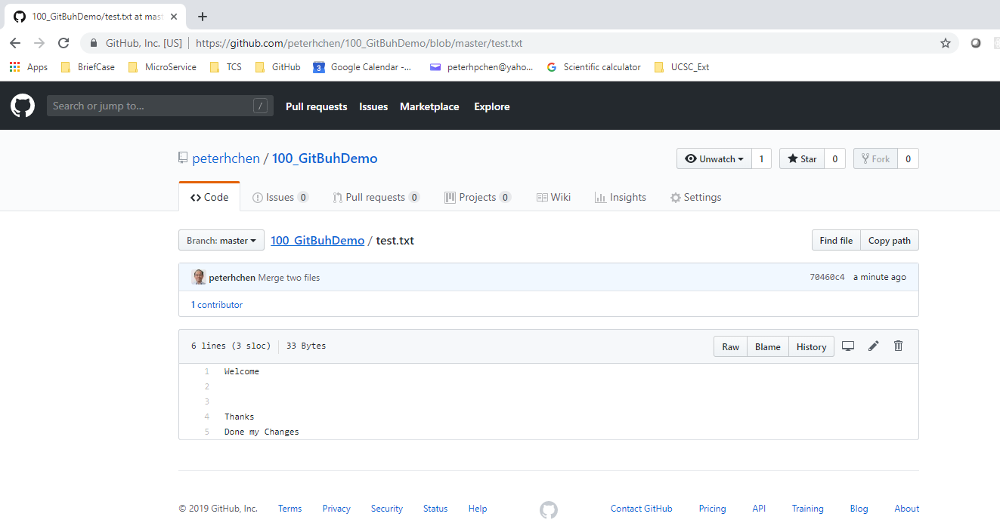 100_GitBuhDemo/test.txt at mast
GitHub, Inc. [US] https://github.com/peterhchen/100_GitBuhDemo/blob/master/test.txt
Apps BriefCase MicroService TCS GitHub 3 Google Calendar -... peterhpchen@yaho... Scientific calculator UCSC_Ext
Search or jump to... / Pull requests Issues Marketplace Explore
peterhchen / 100_GitBuhDemo Unwatch 1 Star 0 Fork 0
Code Issues 0 Pull requests 0 Projects 0 Wiki Insights Settings
Branch: master 100_GitBuhDemo / test.txt Find file Copy path
peterhchen Merge two files 70460c4 a minute ago
1 contributor
6 lines (3 sloc) 33 Bytes Raw Blame History
1 Welcome
2
3
4 Thanks
5 Done my Changes
© 2019 GitHub, Inc. Terms Privacy Security Status Help Contact GitHub Pricing API Training Blog About